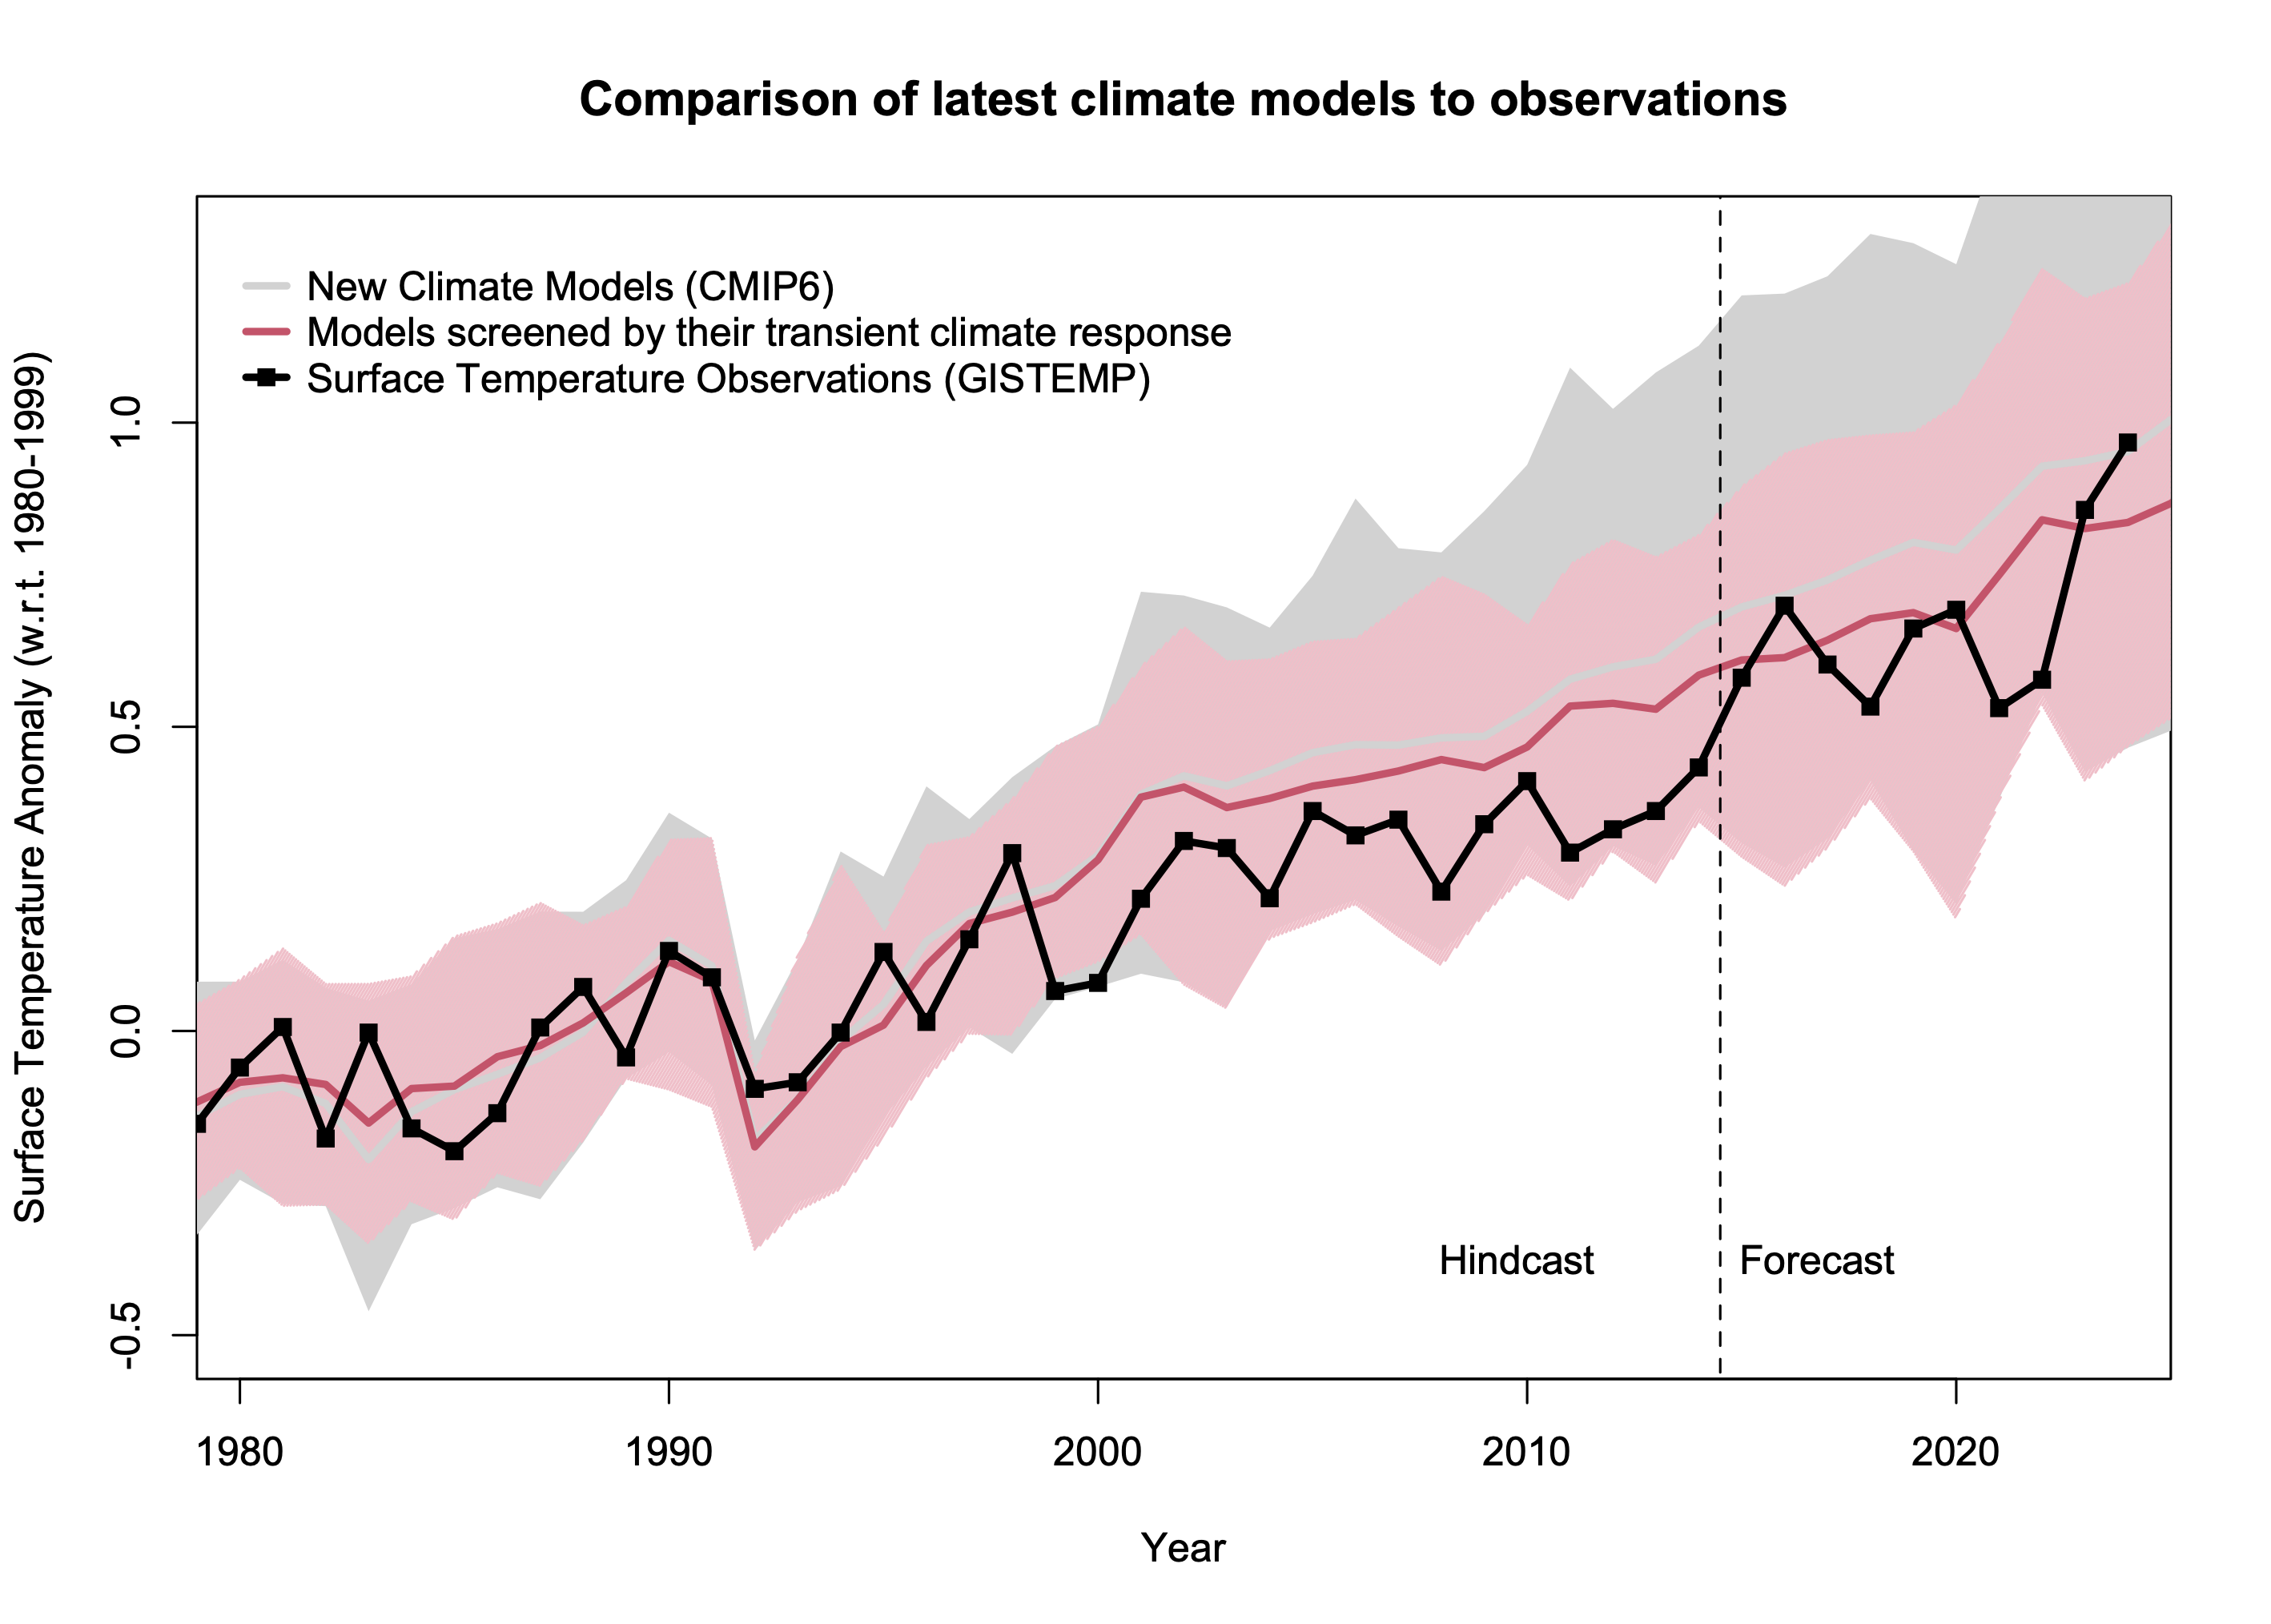 Comparison of latest climate models to observations
New Climate Models (CMIP6)
Models screened by their transient climate response
Surface Temperature Observations (GISTEMP)
Surface Temperature Anomaly (w.r.t. 1980-1999)
1.0
0.5
0.0
-0.5
Hindcast
Forecast
1980
1990
2000
2010
2020
Year